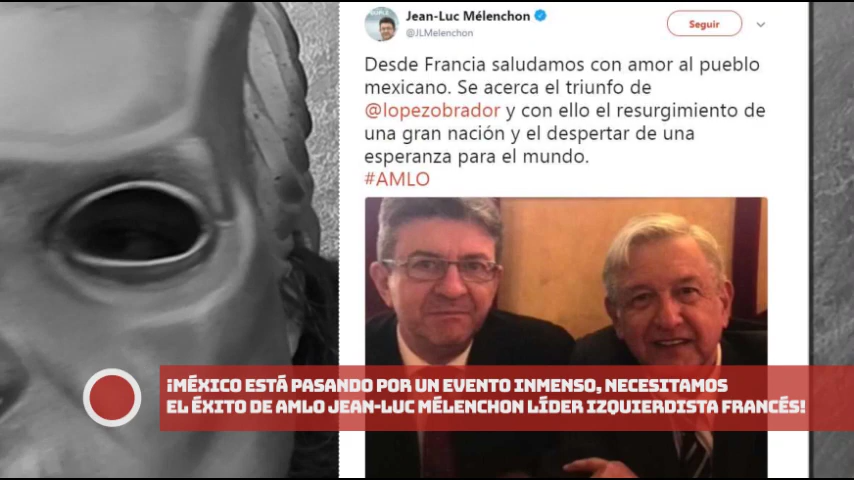 Jean-Luc Mélenchon
@JLMelenchon
Seguir
Desde Francia saludamos con amor al pueblo
mexicano. Se acerca el triunfo de
@lopezobrador y con ello el resurgimiento de
una gran nación y el despertar de una
esperanza para el mundo.
#AMLO
¡MÉXICO ESTÁ PASANDO POR UN EVENTO INMENSO, NECESITAMOS
EL ÉXITO DE AMLO JEAN-LUC MÉLENCHON LÍDER IZQUIERDISTA FRANCÉS!